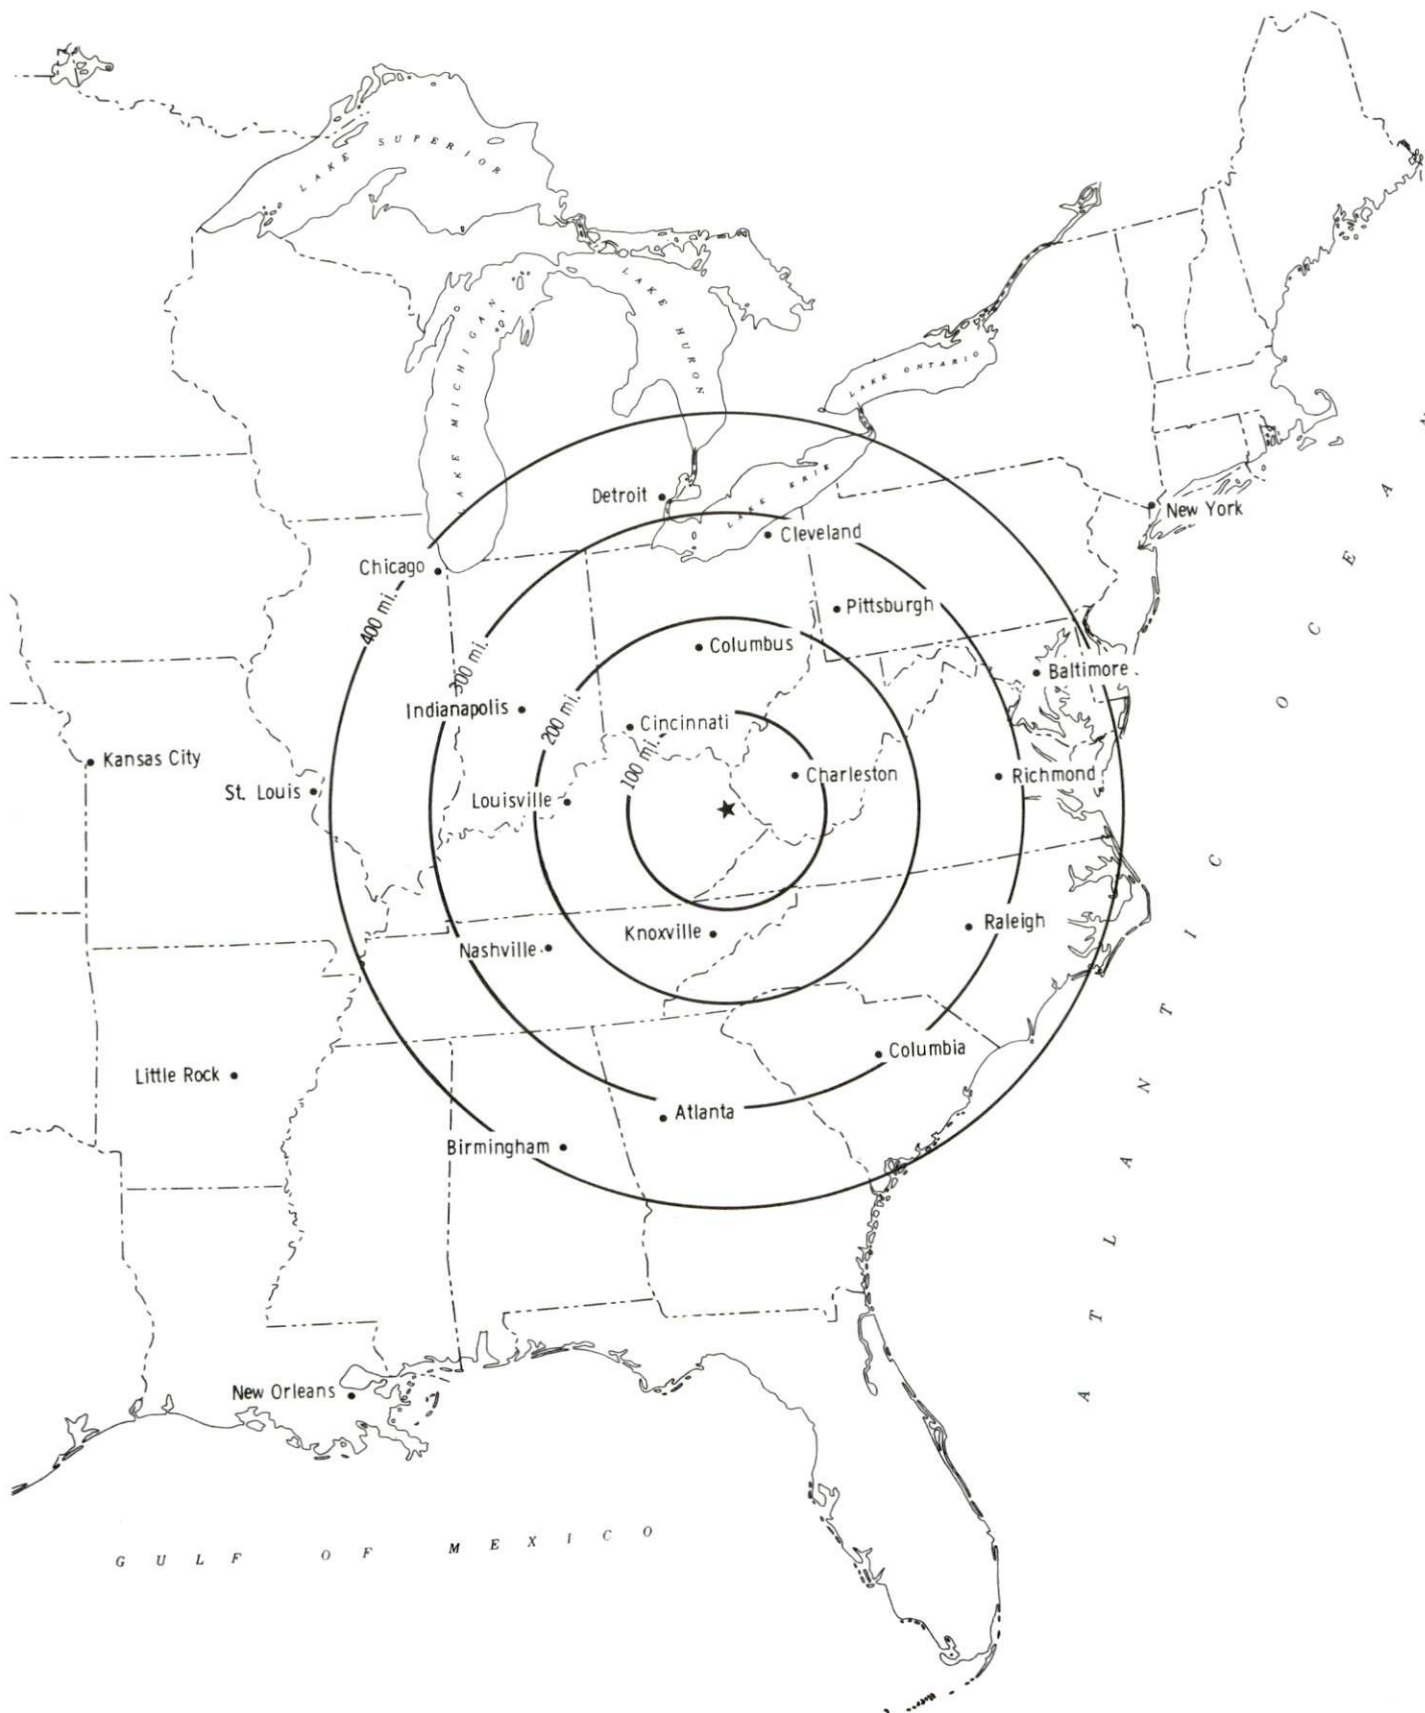 LAKE SUPERIOR
LAKE MICHIGAN
LAKE HURON
LAKE ONTARIO
LAKE ERIE
Detroit
Cleveland
New York
Chicago
400 mi.
Pittsburgh
Columbus
300 mi.
Baltimore
Indianapolis
200 mi.
Cincinnati
100 mi.
Kansas City
St. Louis
Louisville
Charleston
Richmond
Knoxville
Raleigh
Nashville
Columbia
Little Rock
Atlanta
Birmingham
New Orleans
GULF OF MEXICO
ATLANTIC OCEAN